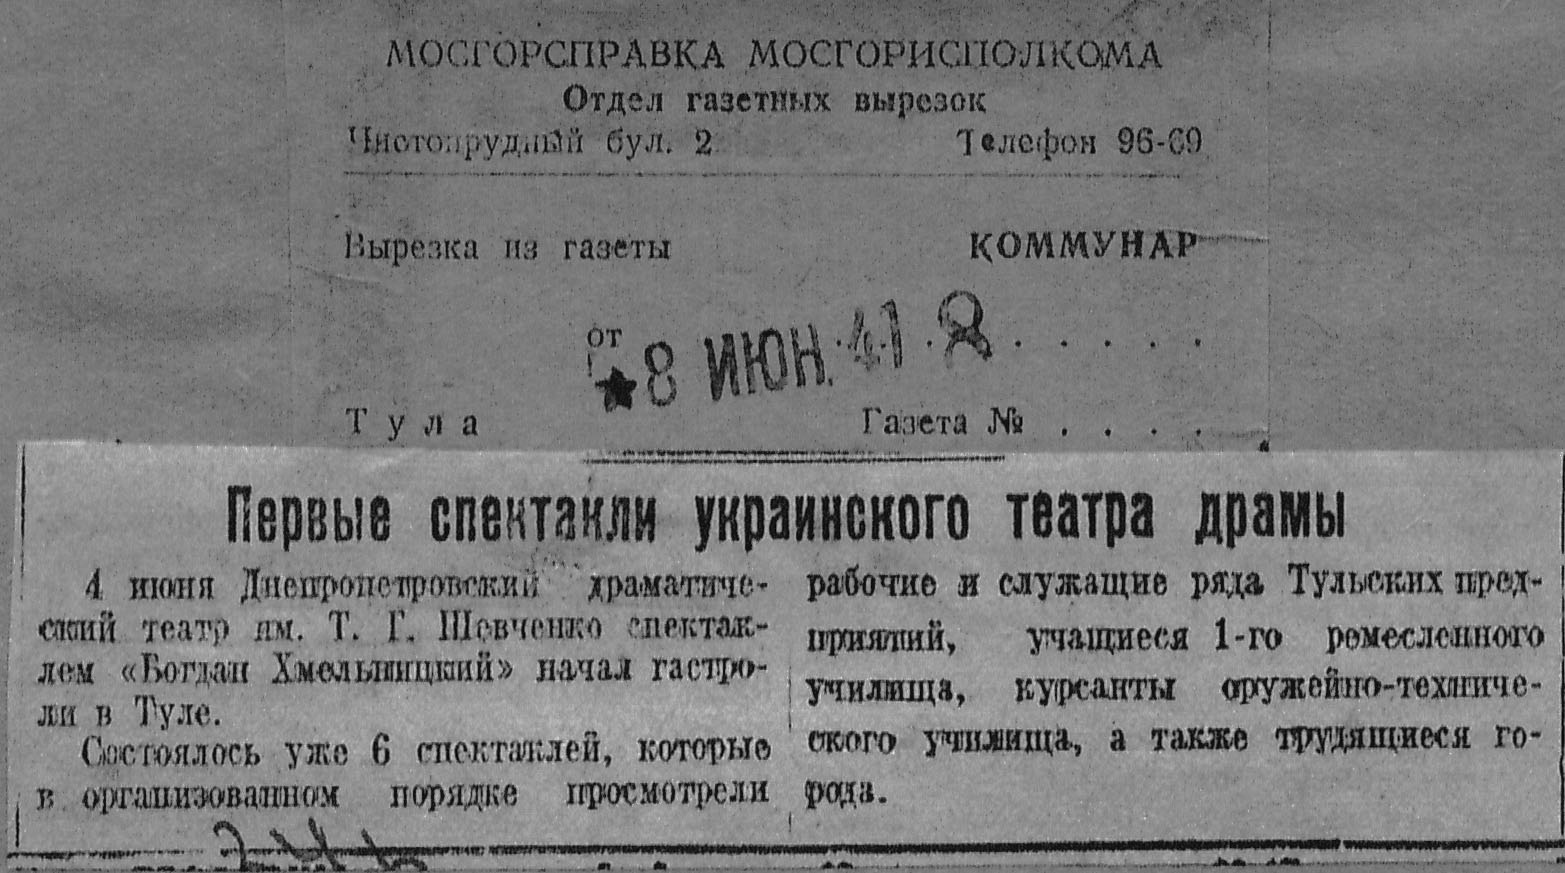 МОСГОРСПРАВКА МОСГОРИСПОЛКОМА
Отдел газетных вырезок
Чистопрудный бул. 2 Телефон 96-69
Вырезка из газеты КОММУНАР
от
8 ИЮН. 41 8 . . . . .
Тула Газета № . . . .
Первые спектакли украинского театра драмы
4 июня Днепропетровский драматиче-
ский театр им. Т. Г. Шевченко спектак-
лем «Богдан Хмельницкий» начал гастро-
ли в Туле.
Состоялось уже 6 спектаклей, которые
в организованном порядке просмотрели
рабочие и служащие ряда Тульских пред-
приятий, учащиеся 1-го ремесленного
училища, курсанты оружейно-техниче-
ского училища, а также трудящиеся го-
рода.